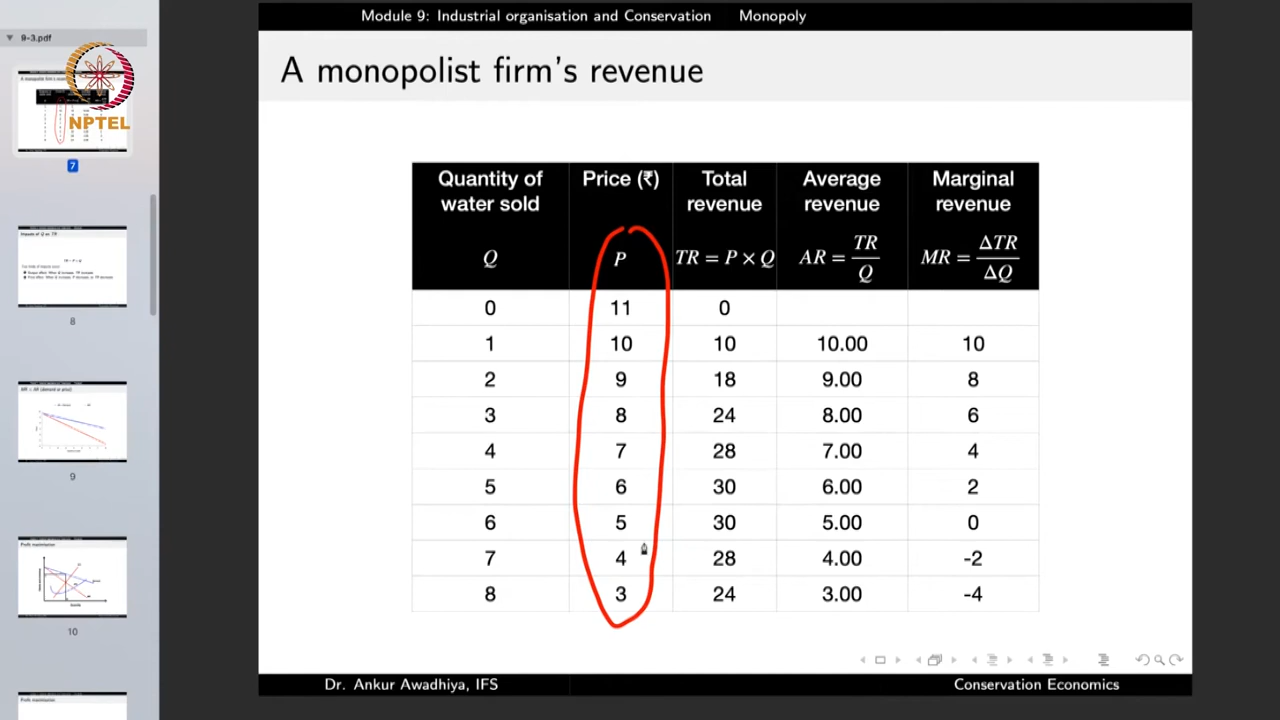 Module 9: Industrial organisation and Conservation Monopoly
9-3.pdf
NPTEL
7
8
9
10
A monopolist firm's revenue
Quantity of water sold Price (₹) Total revenue Average revenue Marginal revenue
Q P TR = P × Q AR = TR/Q MR = ΔTR/ΔQ
0 11 0
1 10 10 10.00 10
2 9 18 9.00 8
3 8 24 8.00 6
4 7 28 7.00 4
5 6 30 6.00 2
6 5 30 5.00 0
7 4 28 4.00 -2
8 3 24 3.00 -4
Dr. Ankur Awadhiya, IFS Conservation Economics